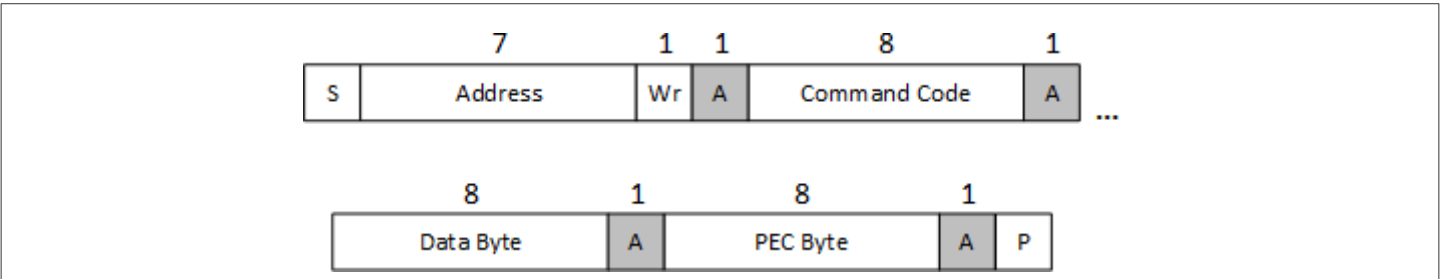 7 1 1 8 1
S Address Wr A Command Code A ...
8 1 8 1
Data Byte A PEC Byte A P